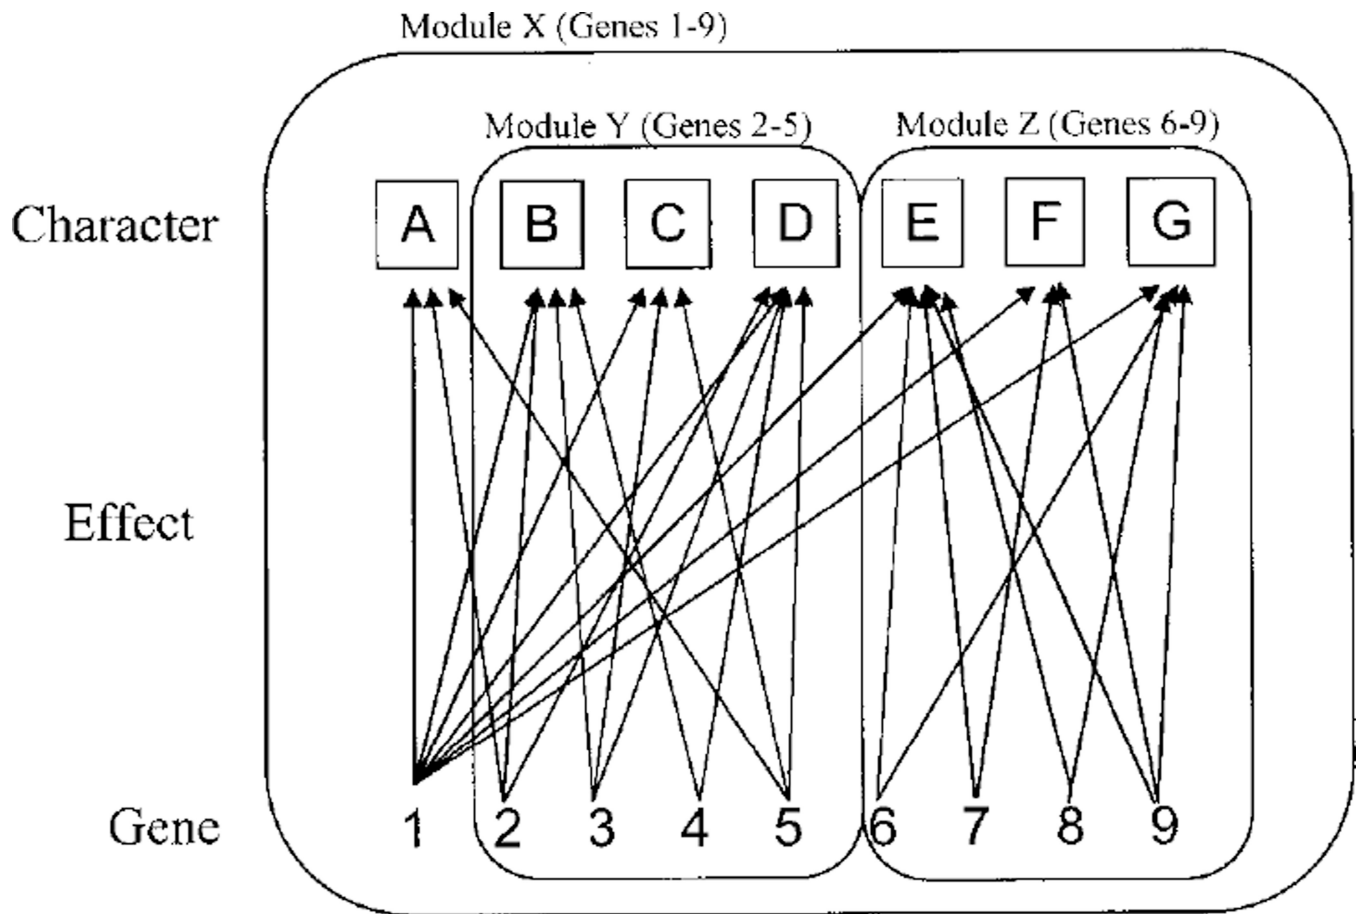 Module X (Genes 1-9)
Module Y (Genes 2-5) Module Z (Genes 6-9)
Character A B C D E F G
Effect
Gene 1 2 3 4 5 6 7 8 9